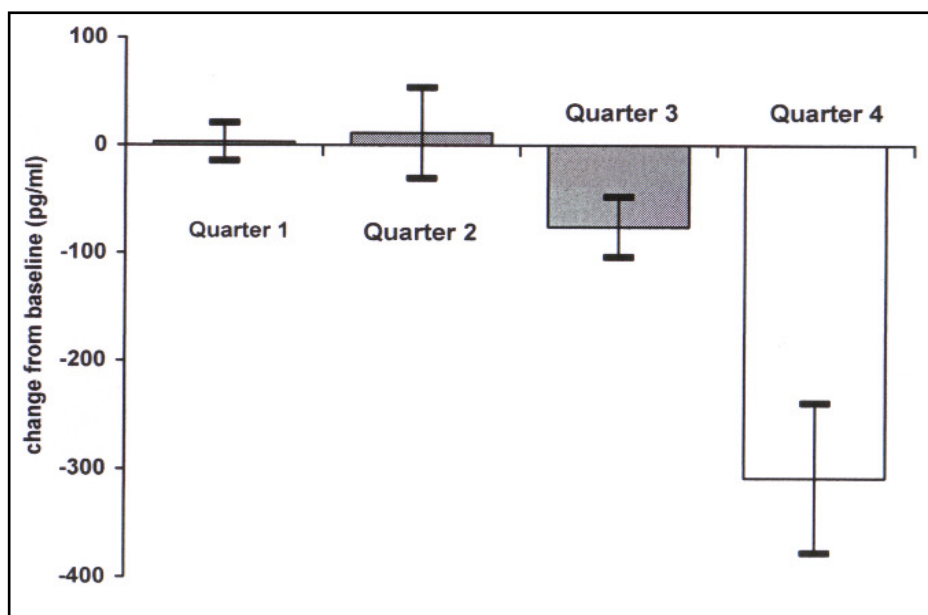 change from baseline (pg/ml)
100
0
-100
-200
-300
-400
Quarter 1
Quarter 2
Quarter 3
Quarter 4